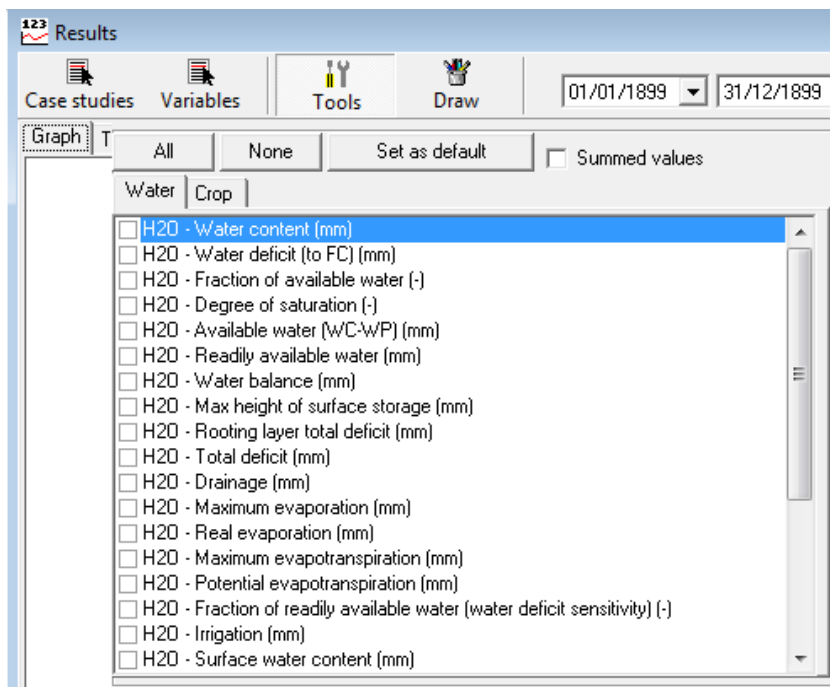 123
Results
Case studies Variables Tools Draw 01/01/1899 31/12/1899
Graph T
All None Set as default Summed values
Water Crop
H2O - Water content (mm)
H2O - Water deficit (to FC) (mm)
H2O - Fraction of available water (-)
H2O - Degree of saturation (-)
H2O - Available water (WC-WP) (mm)
H2O - Readily available water (mm)
H2O - Water balance (mm)
H2O - Max height of surface storage (mm)
H2O - Rooting layer total deficit (mm)
H2O - Total deficit (mm)
H2O - Drainage (mm)
H2O - Maximum evaporation (mm)
H2O - Real evaporation (mm)
H2O - Maximum evapotranspiration (mm)
H2O - Potential evapotranspiration (mm)
H2O - Fraction of readily available water (water deficit sensitivity) (-)
H2O - Irrigation (mm)
H2O - Surface water content (mm)